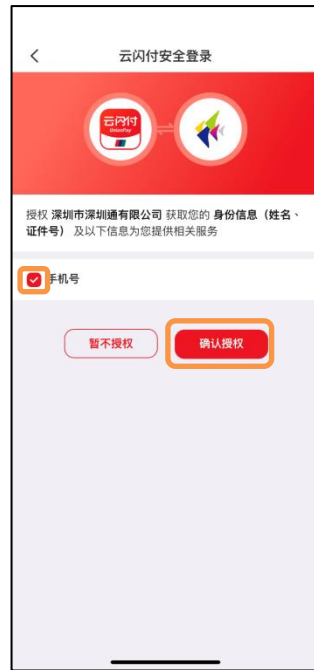 云闪付安全登录
云闪付
UnionPay
授权 深圳市深圳通有限公司 获取您的 身份信息（姓名、
证件号） 及以下信息为您提供相关服务
手机号
暂不授权
确认授权